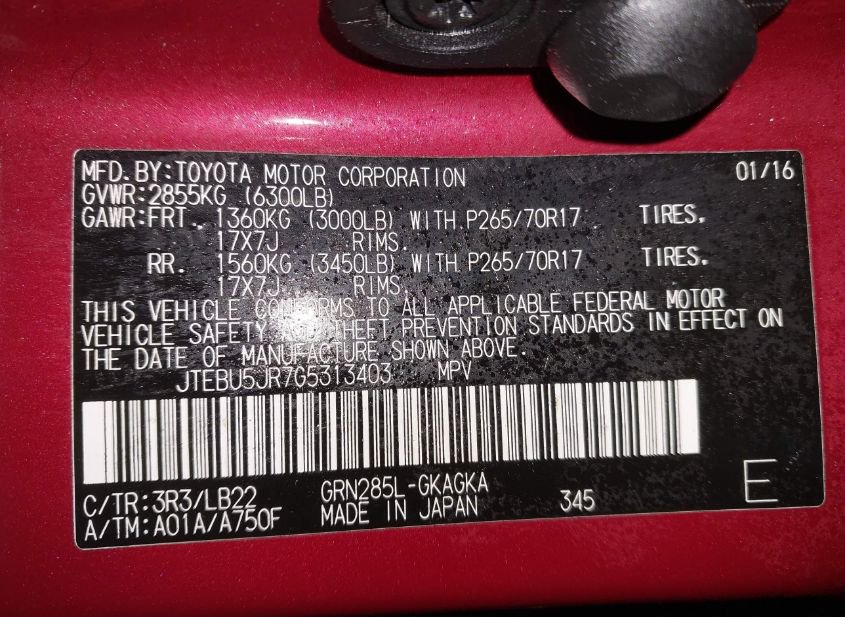 MFD. BY: TOYOTA MOTOR CORPORATION 01/16
GVWR: 2855KG (6300LB)
GAWR: FRT. 1360KG (3000LB) WITH P265/70R17 TIRES.
17X7J RIMS.
RR. 1560KG (3450LB) WITH P265/70R17 TIRES.
17X7J RIMS.
THIS VEHICLE CONFORMS TO ALL APPLICABLE FEDERAL MOTOR
VEHICLE SAFETY AND THEFT PREVENTION STANDARDS IN EFFECT ON
THE DATE OF MANUFACTURE SHOWN ABOVE.
JTEBU5JR7G5313403 MPV
C/TR: 3R3/LB22 GRN285L-GKAGKA
A/TM: A01A/A750F MADE IN JAPAN 345 E